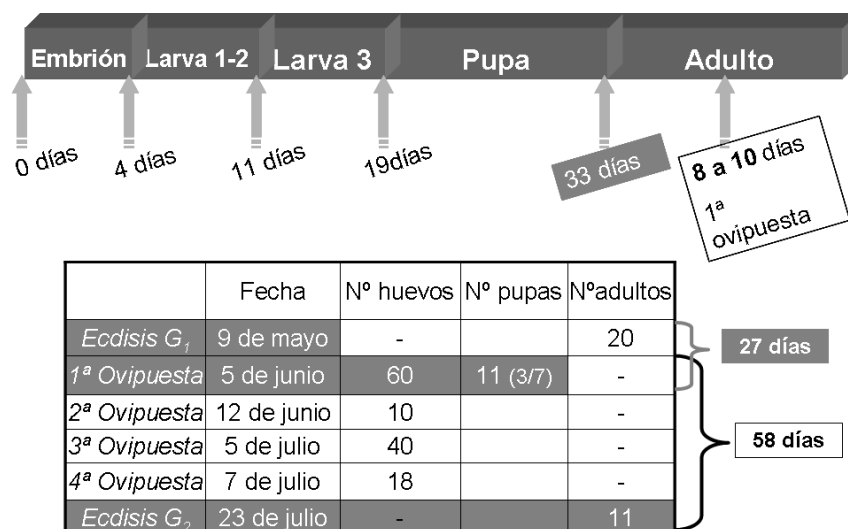 Embrión Larva 1-2 Larva 3 Pupa Adulto
0 días 4 días 11 días 19días 33 días 8 a 10 días
1ª
ovipuesta
Fecha Nº huevos Nº pupas Nºadultos
Ecdisis G1 9 de mayo - 20
1ª Ovipuesta 5 de junio 60 11 (3/7) -
2ª Ovipuesta 12 de junio 10 -
3ª Ovipuesta 5 de julio 40 -
4ª Ovipuesta 7 de julio 18 -
Ecdisis G2 23 de julio - 11
27 días
58 días